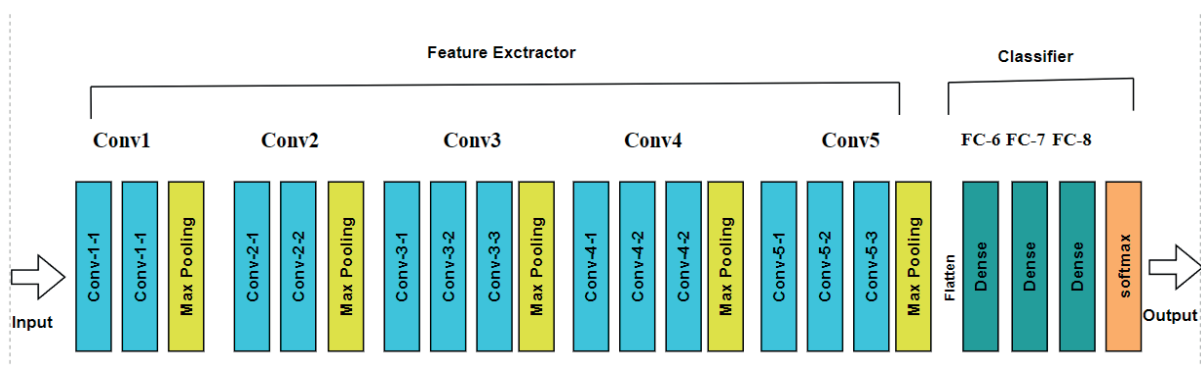 Feature Exctractor
Classifier
Conv1
Conv2
Conv3
Conv4
Conv5
FC-6 FC-7 FC-8
Input
Conv-1-1
Conv-1-1
Max Pooling
Conv-2-1
Conv-2-2
Max Pooling
Conv-3-1
Conv-3-2
Conv-3-3
Max Pooling
Conv-4-1
Conv-4-2
Conv-4-2
Max Pooling
Conv-5-1
Conv-5-2
Conv-5-3
Max Pooling
Flatten
Dense
Dense
Dense
softmax
Output